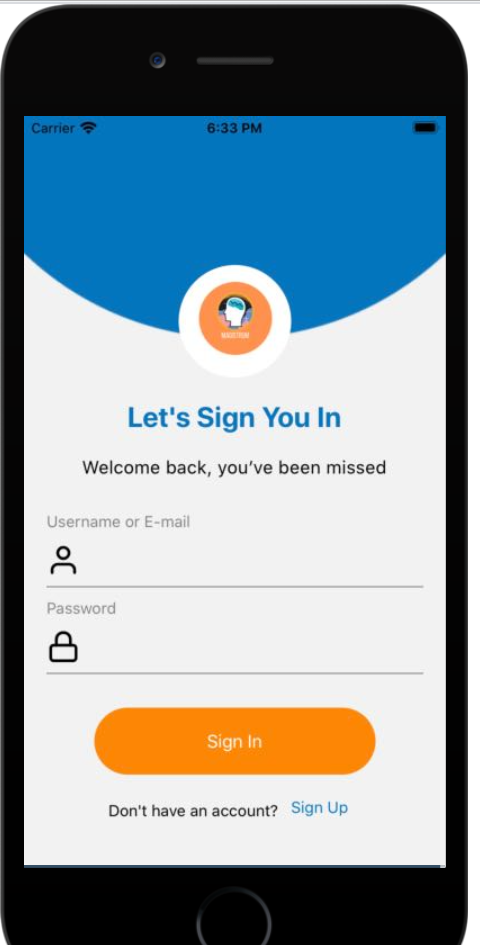 Carrier
6:33 PM
Let's Sign You In
Welcome back, you've been missed
Username or E-mail
Password
Sign In
Don't have an account? Sign Up